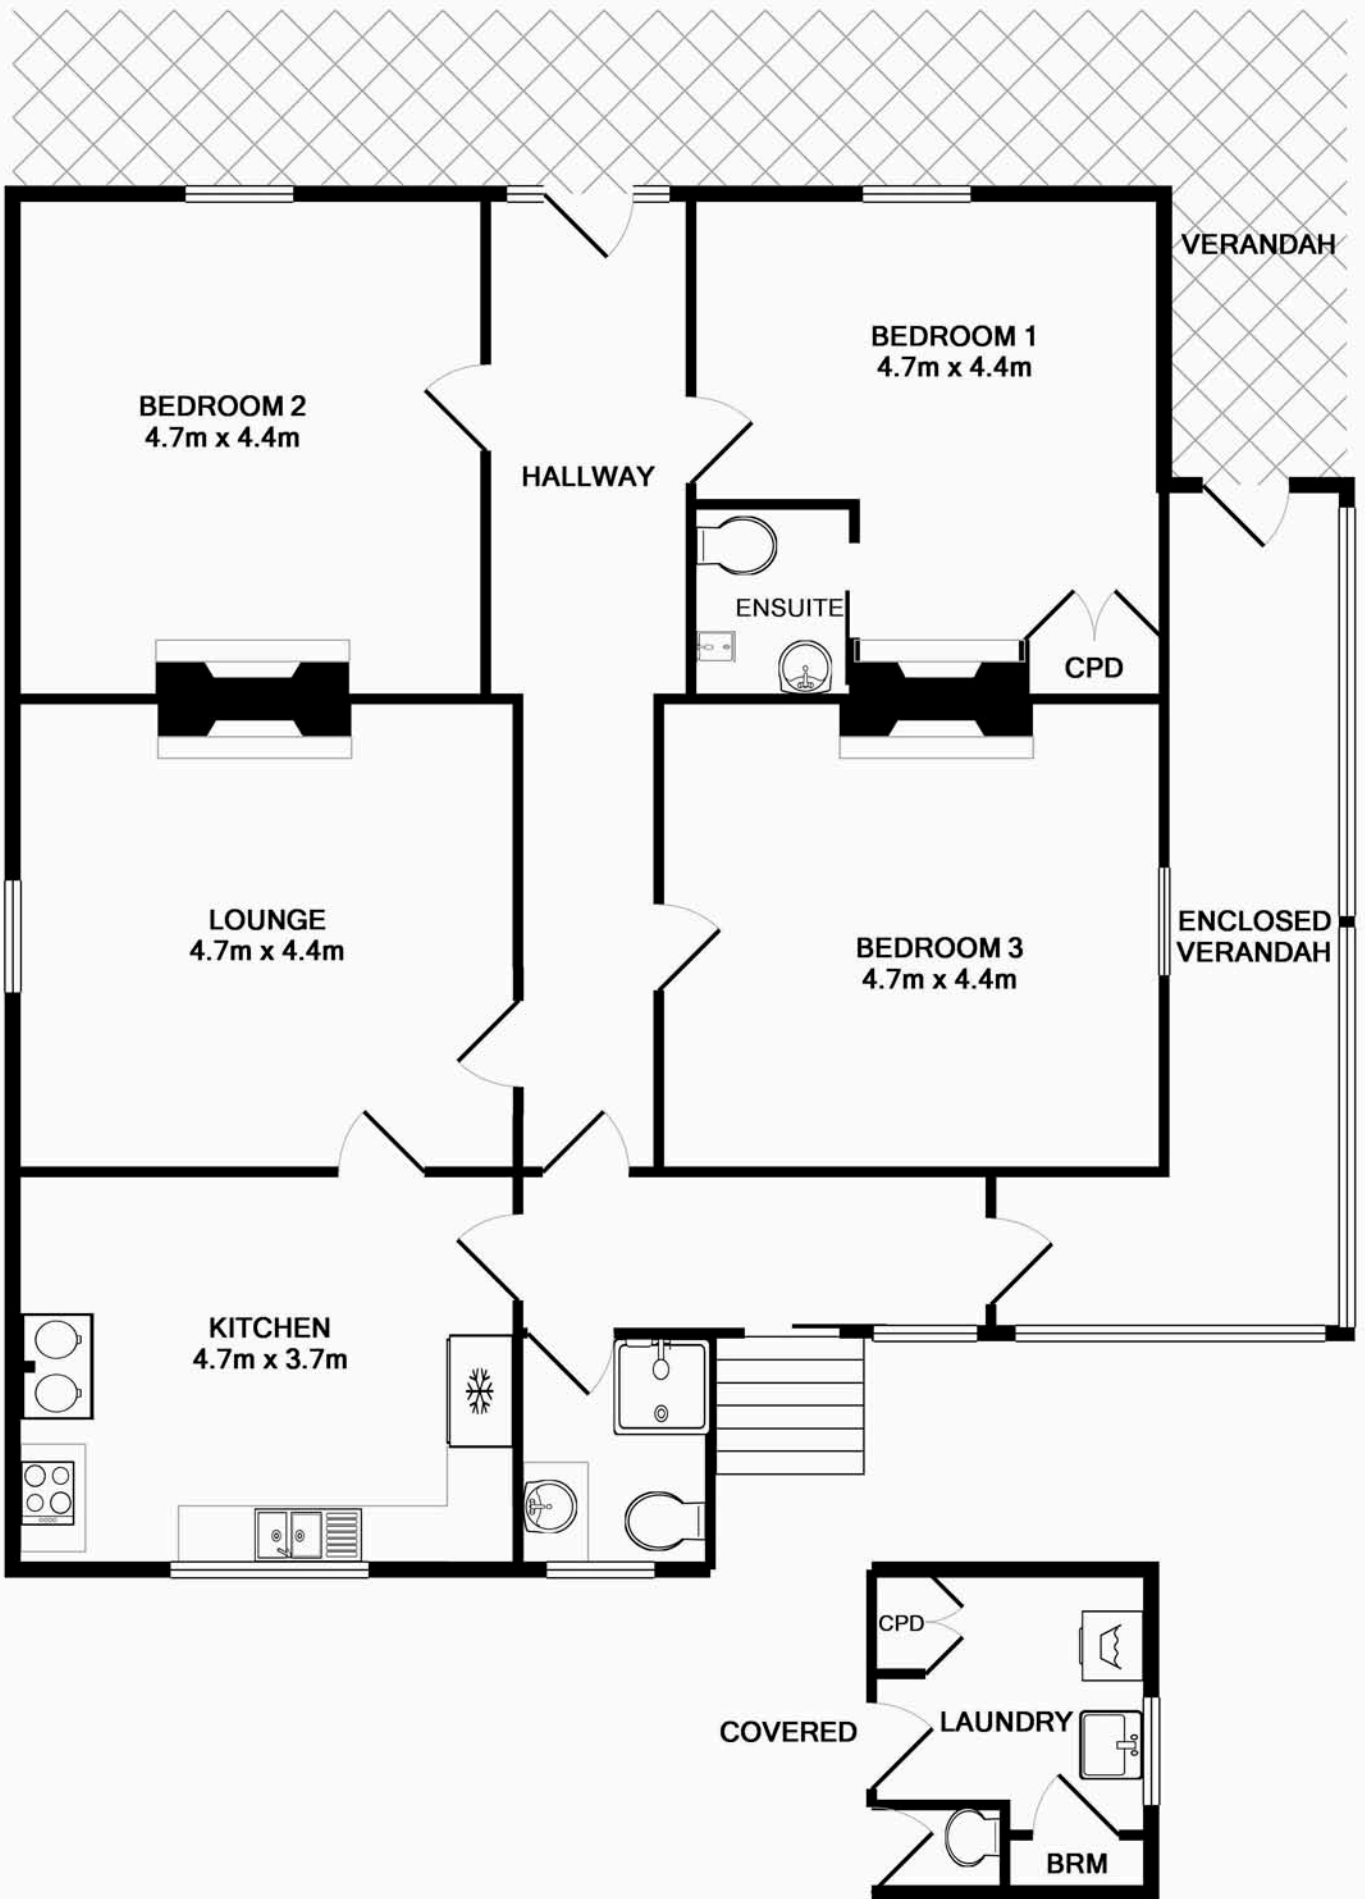 VERANDAH
BEDROOM 1
4.7m x 4.4m
BEDROOM 2
4.7m x 4.4m
HALLWAY
ENSUITE
CPD
LOUNGE
4.7m x 4.4m
BEDROOM 3
4.7m x 4.4m
ENCLOSED
VERANDAH
KITCHEN
4.7m x 3.7m
CPD
COVERED
LAUNDRY
BRM